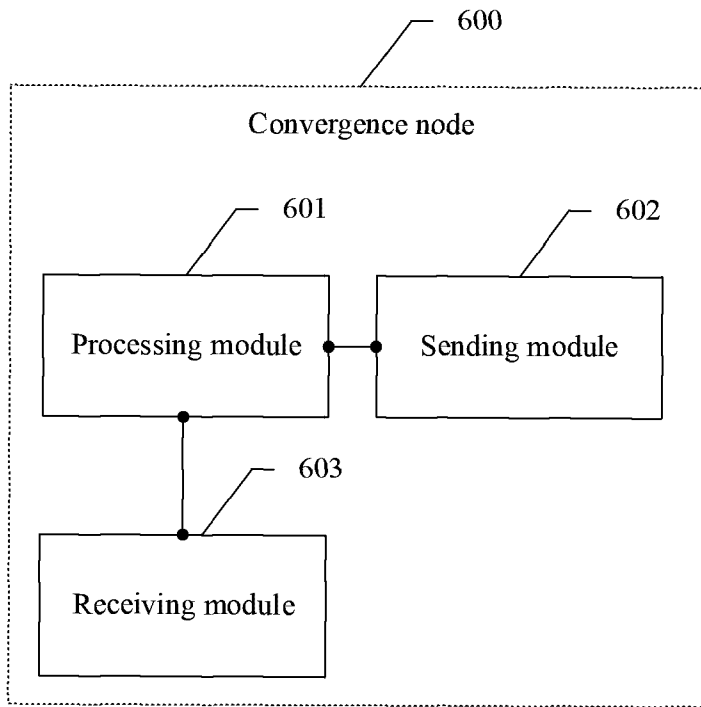 600
Convergence node
601
602
Processing module
Sending module
603
Receiving module